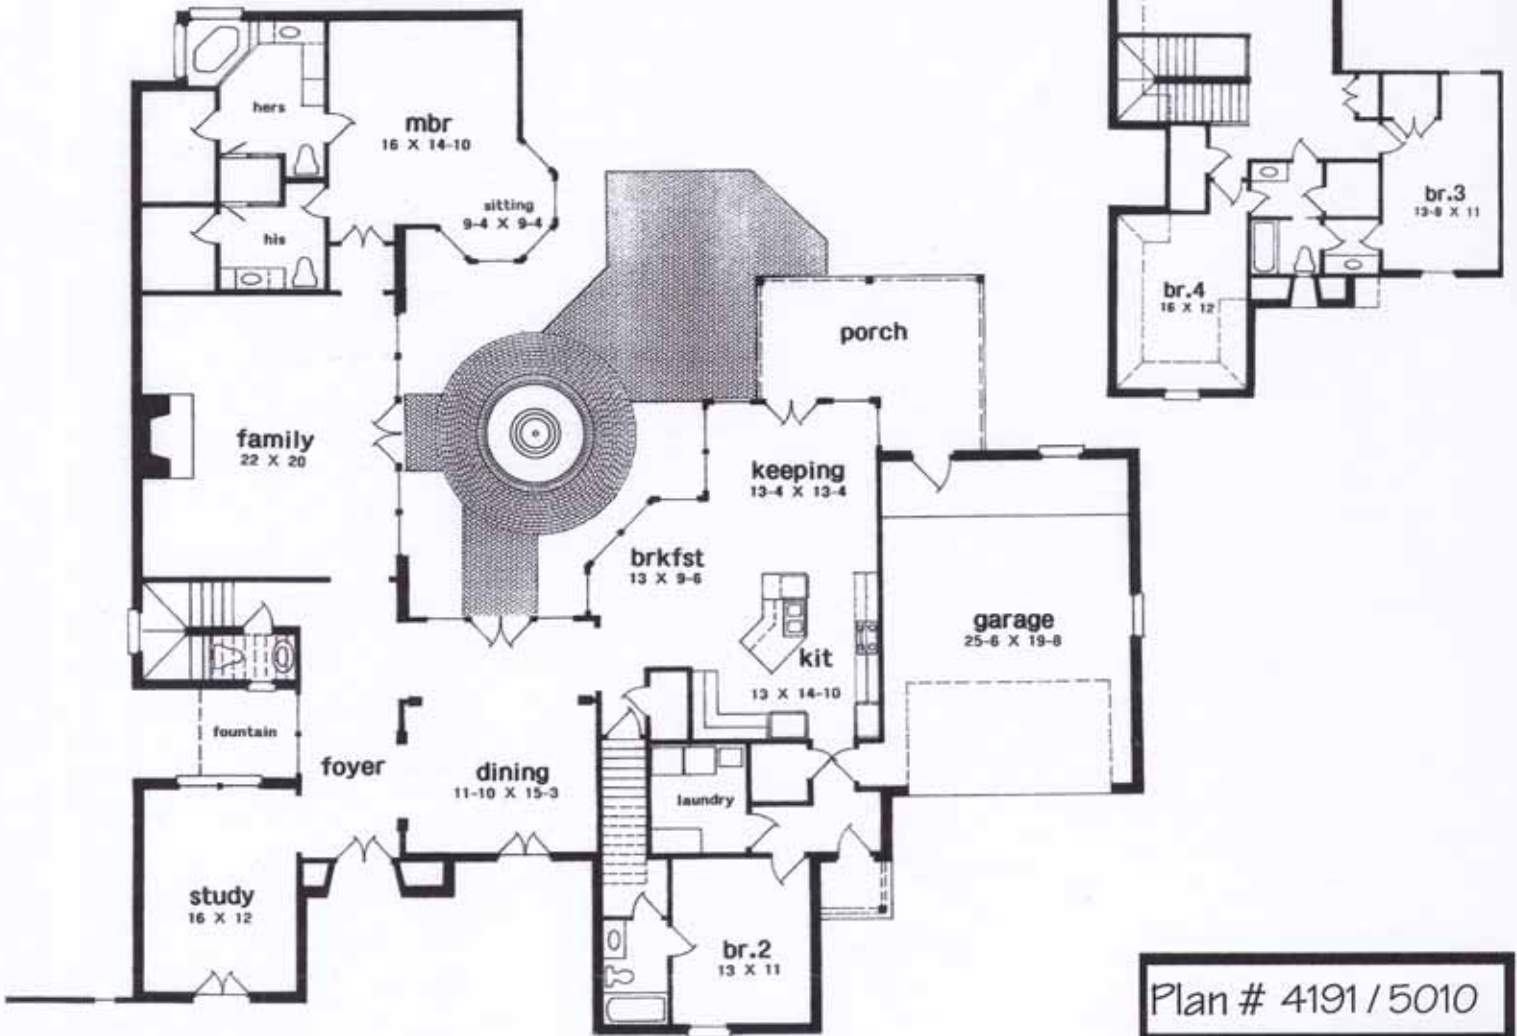 hers
mbr
16 X 14-10
sitting
9-4 X 9-4
his
family
22 X 20
porch
keeping
13-4 X 13-4
brkfst
13 X 9-6
kit
13 X 14-10
garage
25-6 X 19-8
fountain
foyer
dining
11-10 X 15-3
laundry
study
16 X 12
br.2
13 X 11
br.3
13-8 X 11
br.4
16 X 12
Plan # 4191/5010